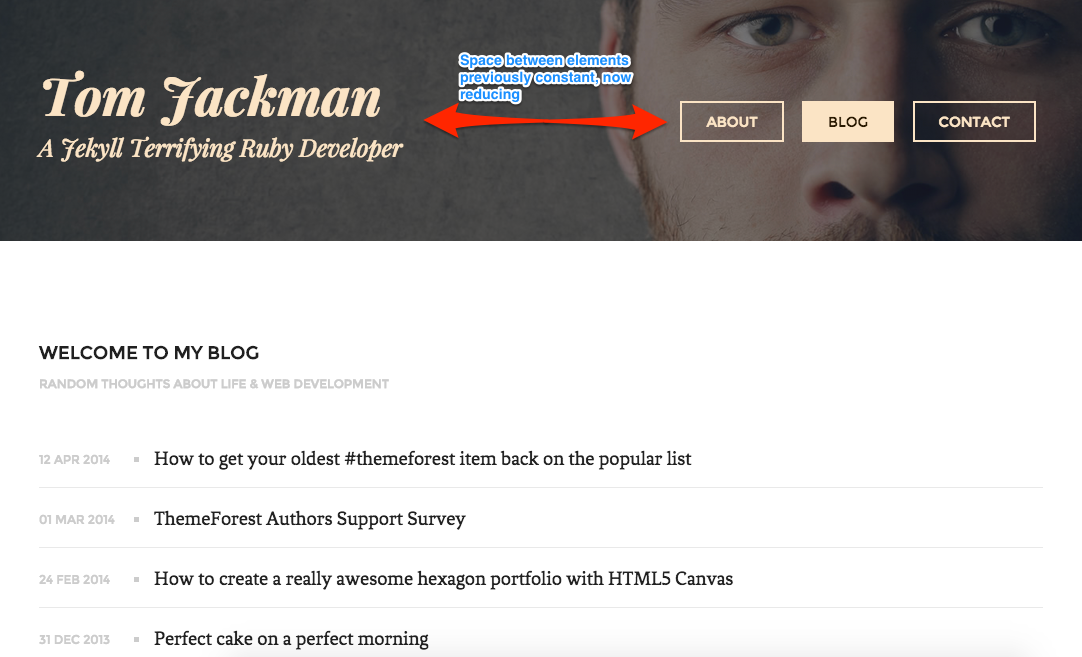 Space between elements
previously constant, now
reducing
Tom Jackman
A Jekyll Terrifying Ruby Developer
ABOUT
BLOG
CONTACT
WELCOME TO MY BLOG
RANDOM THOUGHTS ABOUT LIFE & WEB DEVELOPMENT
12 APR 2014 How to get your oldest #themeforest item back on the popular list
01 MAR 2014 ThemeForest Authors Support Survey
24 FEB 2014 How to create a really awesome hexagon portfolio with HTML5 Canvas
31 DEC 2013 Perfect cake on a perfect morning